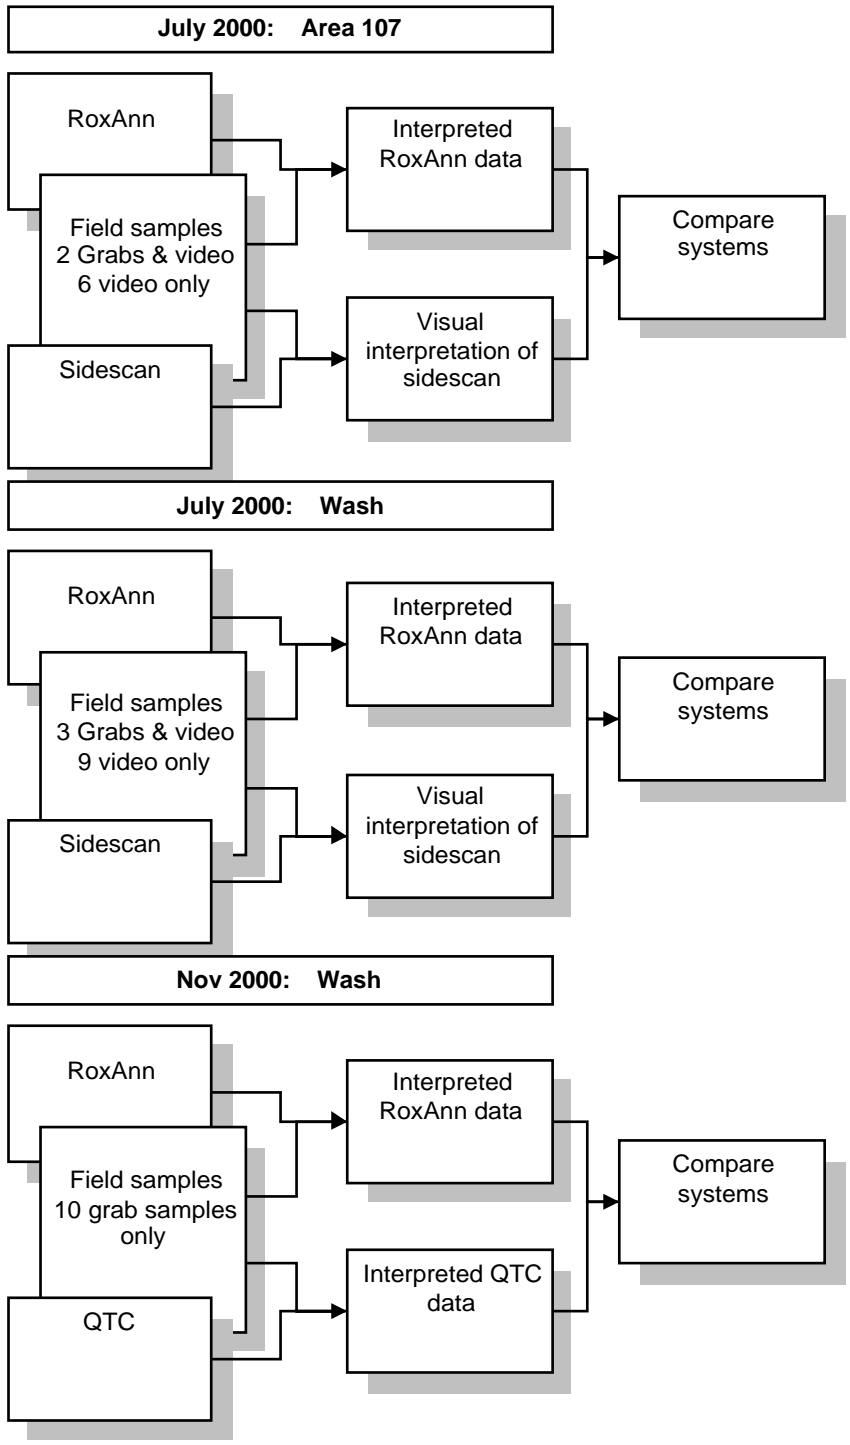 July 2000: Area 107
RoxAnn
Field samples
2 Grabs & video
6 video only
Sidescan
Interpreted
RoxAnn data
Visual
interpretation of
sidescan
Compare
systems
July 2000: Wash
RoxAnn
Field samples
3 Grabs & video
9 video only
Sidescan
Interpreted
RoxAnn data
Visual
interpretation of
sidescan
Compare
systems
Nov 2000: Wash
RoxAnn
Field samples
10 grab samples
only
QTC
Interpreted
RoxAnn data
Interpreted QTC
data
Compare
systems